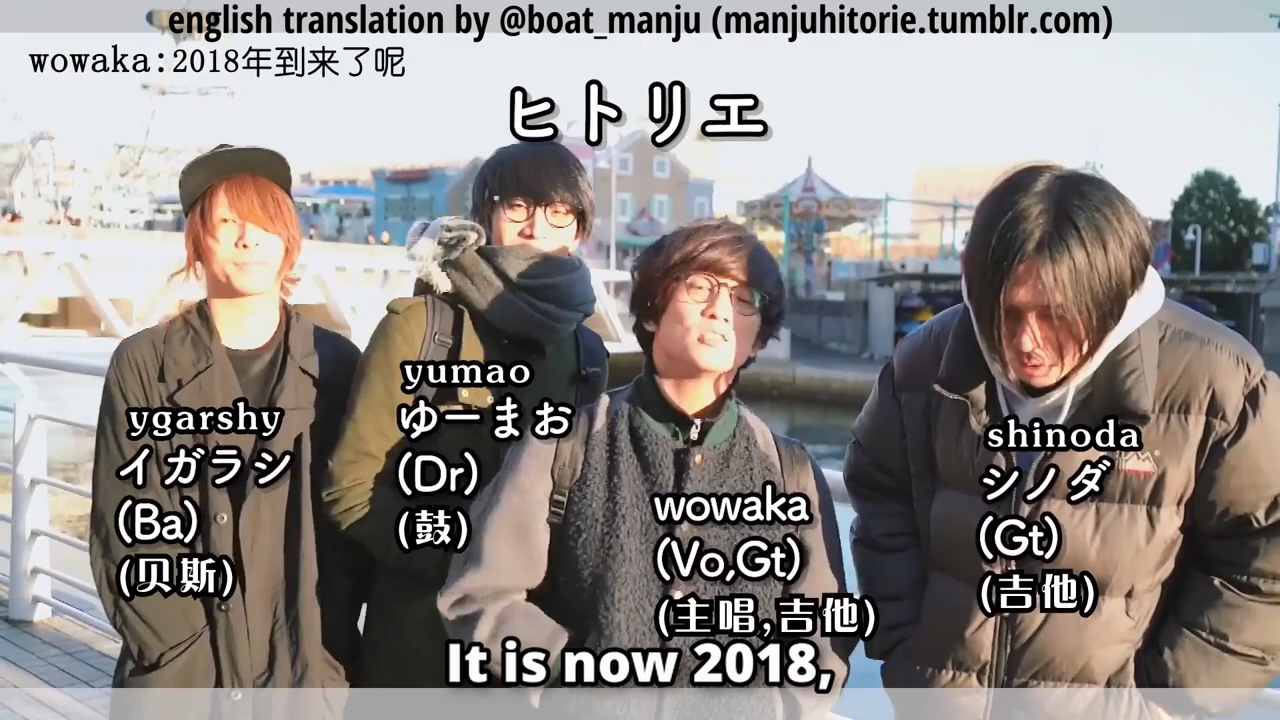 english translation by @boat_manju (manjuhitorie.tumblr.com)
wowaka:2018年到来了呢
ヒトリエ
ygarshy
イガラシ
(Ba)
(贝斯)
yumao
ゆーまお
(Dr)
(鼓)
wowaka
(Vo,Gt)
(主唱,吉他)
shinoda
シノダ
(Gt)
(吉他)
It is now 2018,